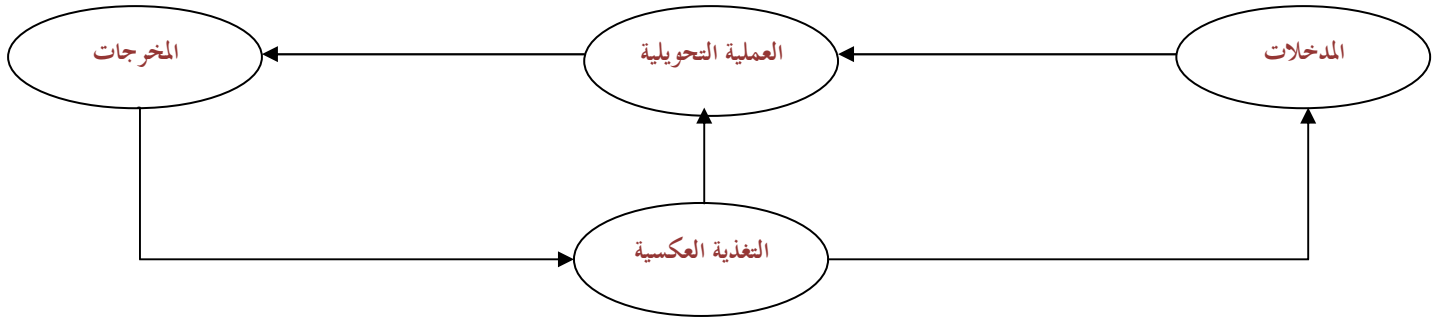 المدخلات
العملية التحويلية
المخرجات
التغذية العكسية